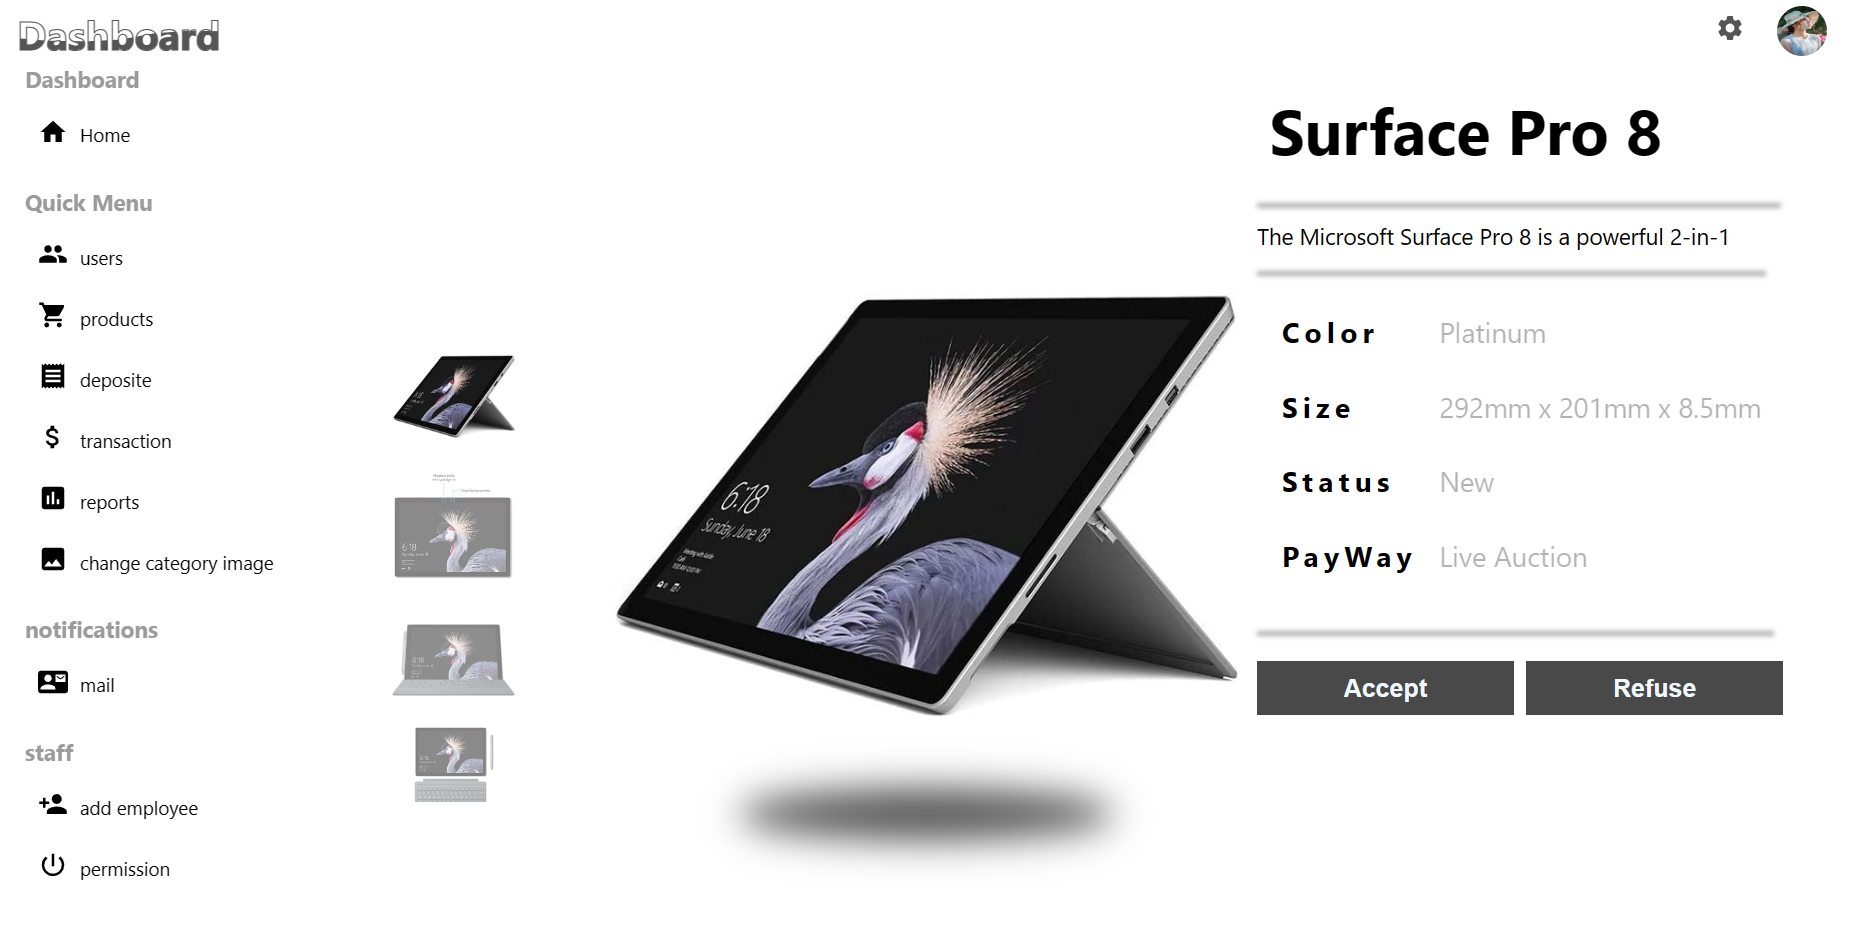 Dashboard
Dashboard
Home
Quick Menu
users
products
deposite
transaction
reports
change category image
notifications
mail
staff
add employee
permission
6:18
Sunday, June 18
Surface Pro 8
The Microsoft Surface Pro 8 is a powerful 2-in-1
Color Platinum
Size 292mm x 201mm x 8.5mm
Status New
PayWay Live Auction
Accept Refuse